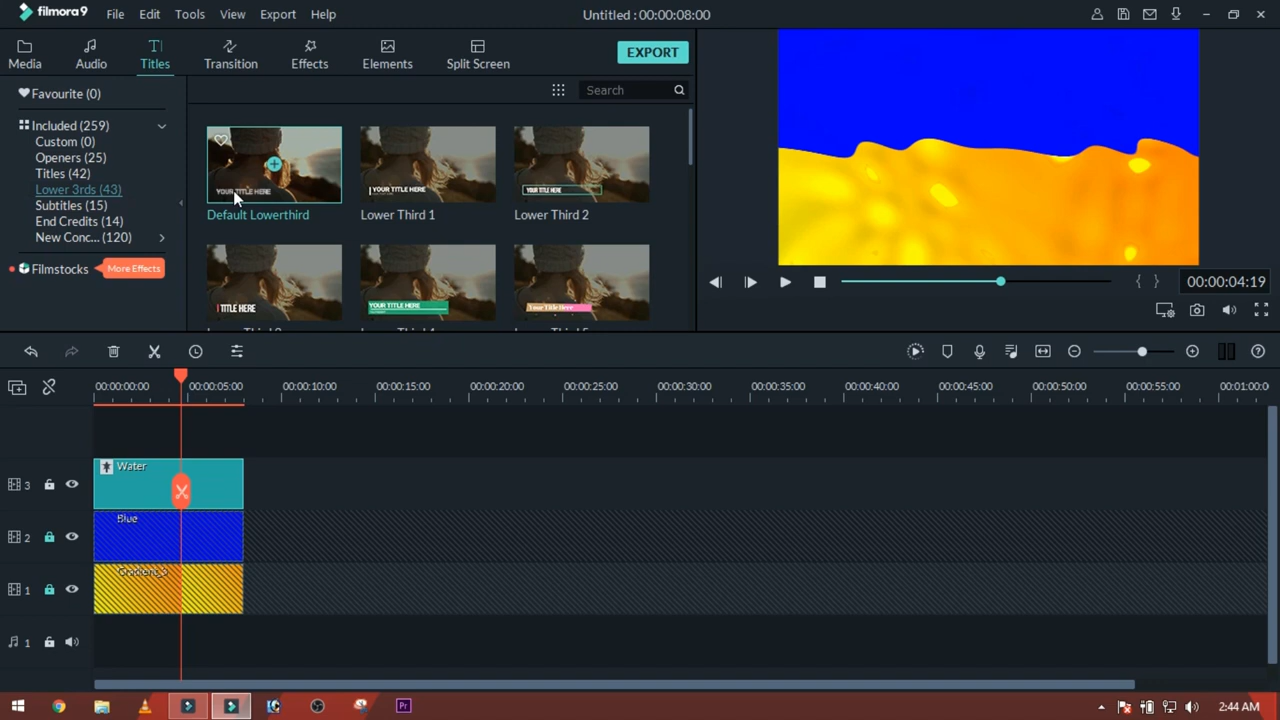 filmora9
File Edit Tools View Export Help
Untitled : 00:00:08:00
Media Audio Titles Transition Effects Elements Split Screen
EXPORT
Favourite (0)
Search
Included (259)
Custom (0)
Openers (25)
Titles (42)
Lower 3rds (43)
Subtitles (15)
End Credits (14)
New Conc... (120)
Filmstocks
More Effects
YOUR TITLE HERE
Default Lowerthird
YOUR TITLE HERE
Lower Third 1
YOUR TITLE HERE
Lower Third 2
TITLE HERE
YOUR TITLE HERE
Your Title Here
00:00:04:19
00:00:00:00 00:00:05:00 00:00:10:00 00:00:15:00 00:00:20:00 00:00:25:00 00:00:30:00 00:00:35:00 00:00:40:00 00:00:45:00 00:00:50:00 00:00:55:00 00:01:00:0
3
Water
2
Blue
1
Gradient_3
1
Pr
2:44 AM